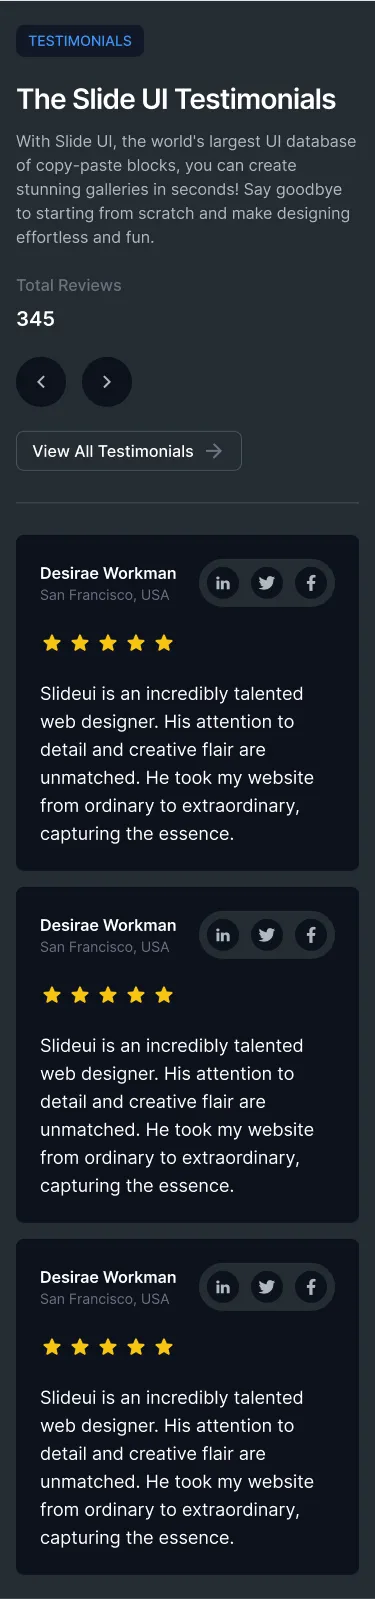 TESTIMONIALS
The Slide UI Testimonials
With Slide UI, the world's largest UI database
of copy-paste blocks, you can create
stunning galleries in seconds! Say goodbye
to starting from scratch and make designing
effortless and fun.
Total Reviews
345
View All Testimonials
Desirae Workman
San Francisco, USA
Slideui is an incredibly talented
web designer. His attention to
detail and creative flair are
unmatched. He took my website
from ordinary to extraordinary,
capturing the essence.
Desirae Workman
San Francisco, USA
Slideui is an incredibly talented
web designer. His attention to
detail and creative flair are
unmatched. He took my website
from ordinary to extraordinary,
capturing the essence.
Desirae Workman
San Francisco, USA
Slideui is an incredibly talented
web designer. His attention to
detail and creative flair are
unmatched. He took my website
from ordinary to extraordinary,
capturing the essence.